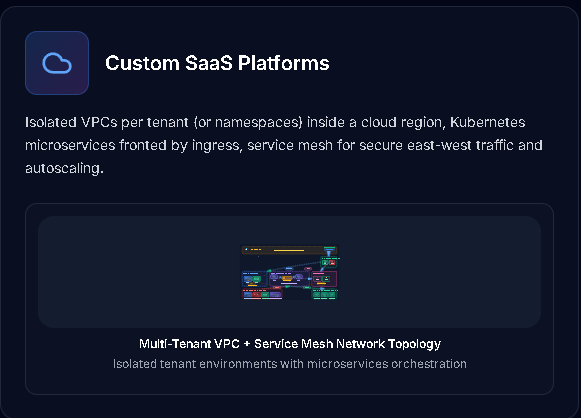 Custom SaaS Platforms
Isolated VPCs per tenant (or namespaces) inside a cloud region, Kubernetes
microservices fronted by ingress, service mesh for secure east-west traffic and
autoscaling.
Multi-Tenant VPC + Service Mesh Network Topology
Isolated tenant environments with microservices orchestration